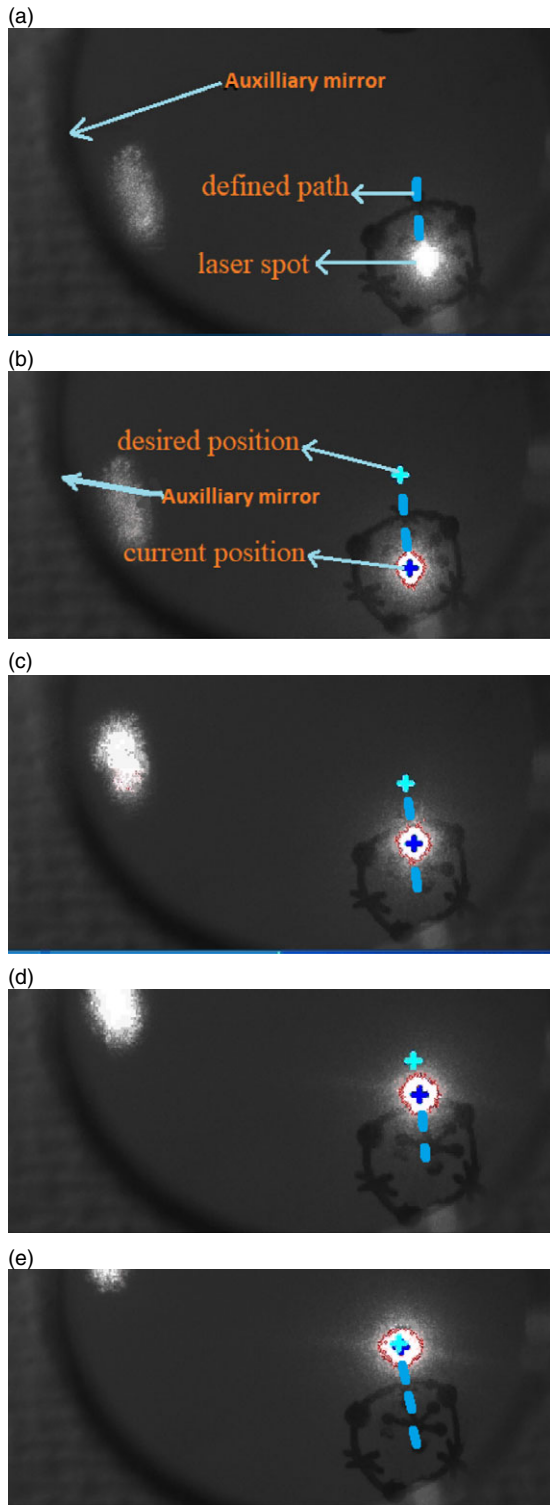 (a)
Auxilliary mirror
defined path
laser spot
(b)
desired position
Auxilliary mirror
current position
(c)
(d)
(e)